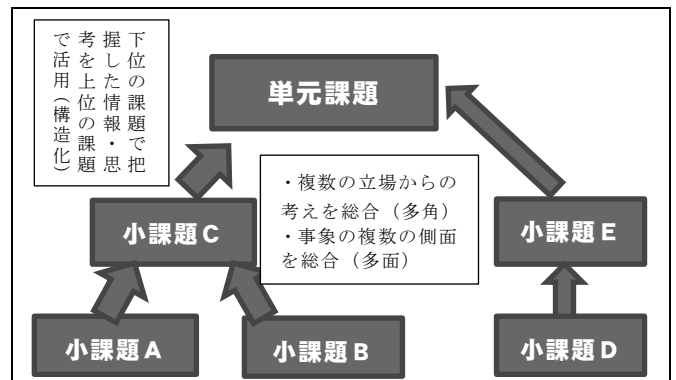 下位の課題で把
握した情報・思
考を上位の課題
で活用（構造化）
単元課題
・複数の立場からの
考えを総合（多角）
・事象の複数の側面
を総合（多面）
小課題C
小課題E
小課題A
小課題B
小課題D